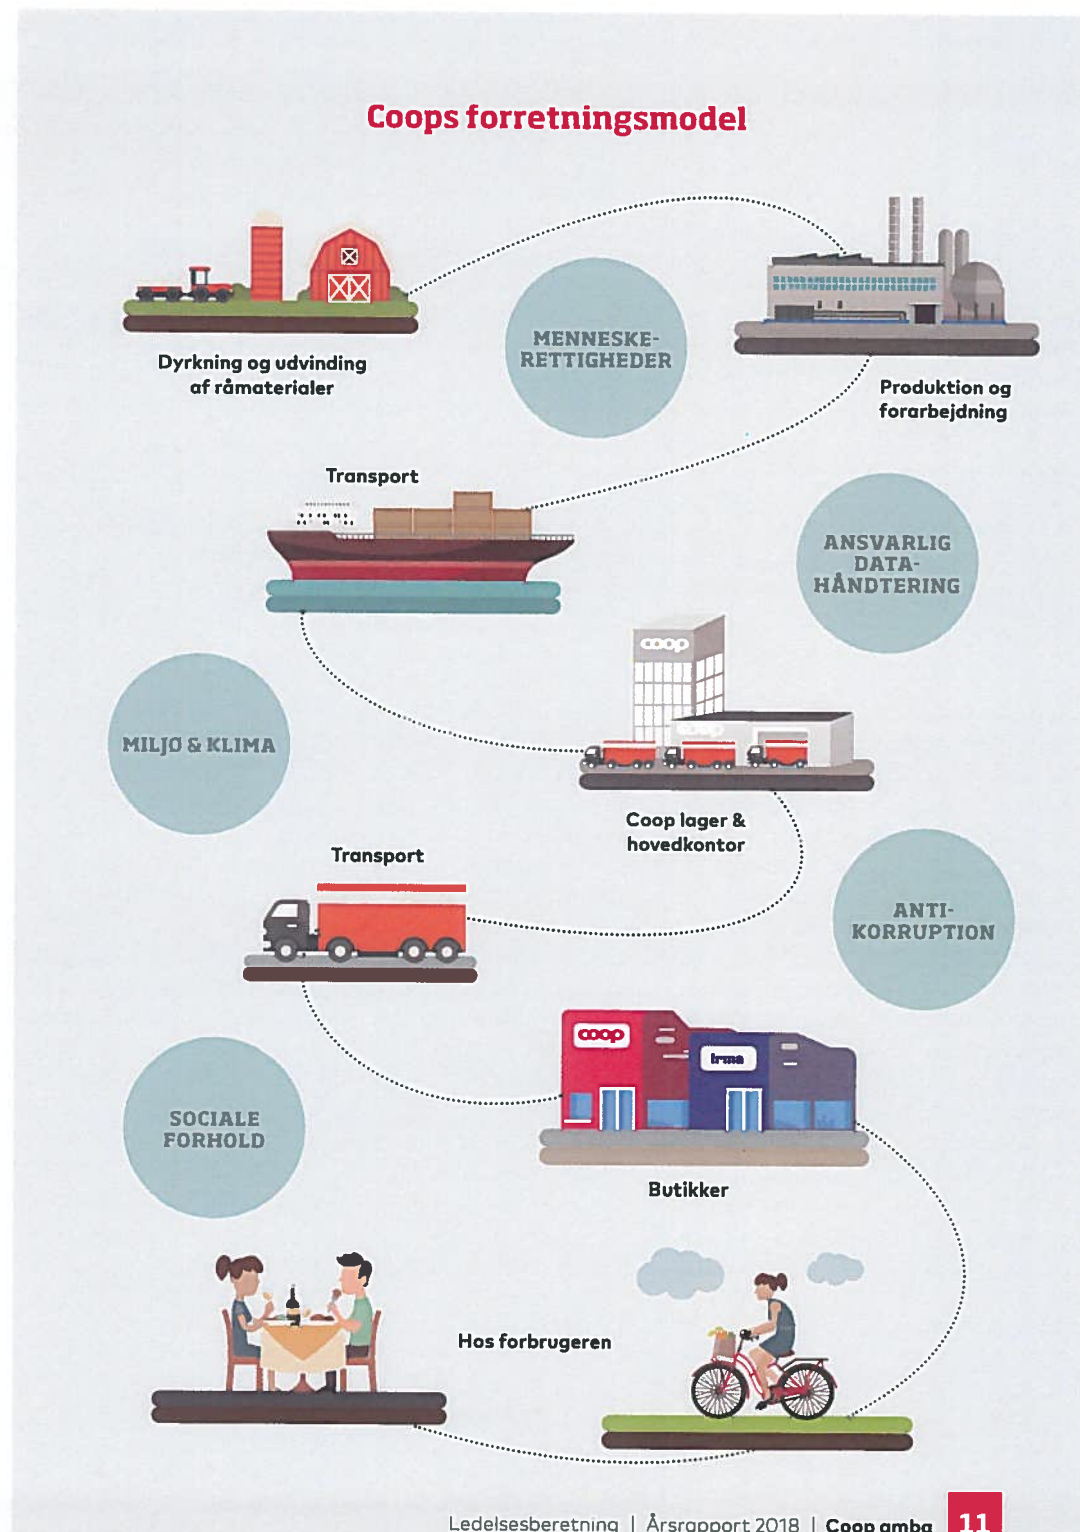 Coops forretningsmodel
Dyrkning og udvinding
af råmaterialer
MENNESKE-
RETTIGHEDER
Produktion og
forarbejdning
Transport
ANSVARLIG
DATA-
HÅNDTERING
coop
coop
MILJØ & KLIMA
Coop lager &
hovedkontor
Transport
ANTI-
KORRUPTION
coop
Irma
SOCIALE
FORHOLD
Butikker
Hos forbrugeren
Ledelsesberetning | Årsrapport 2018 | Coop amba 11